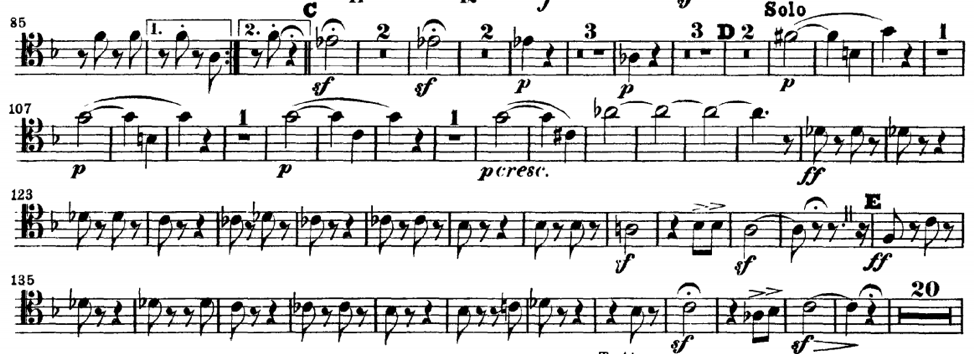 C Solo
85 1. 2. 2 2 3 3 D 2 1
sf sf p p p
107 1 1
p p p cresc. ff
123 E
sf sf ff
135 20
sf sf